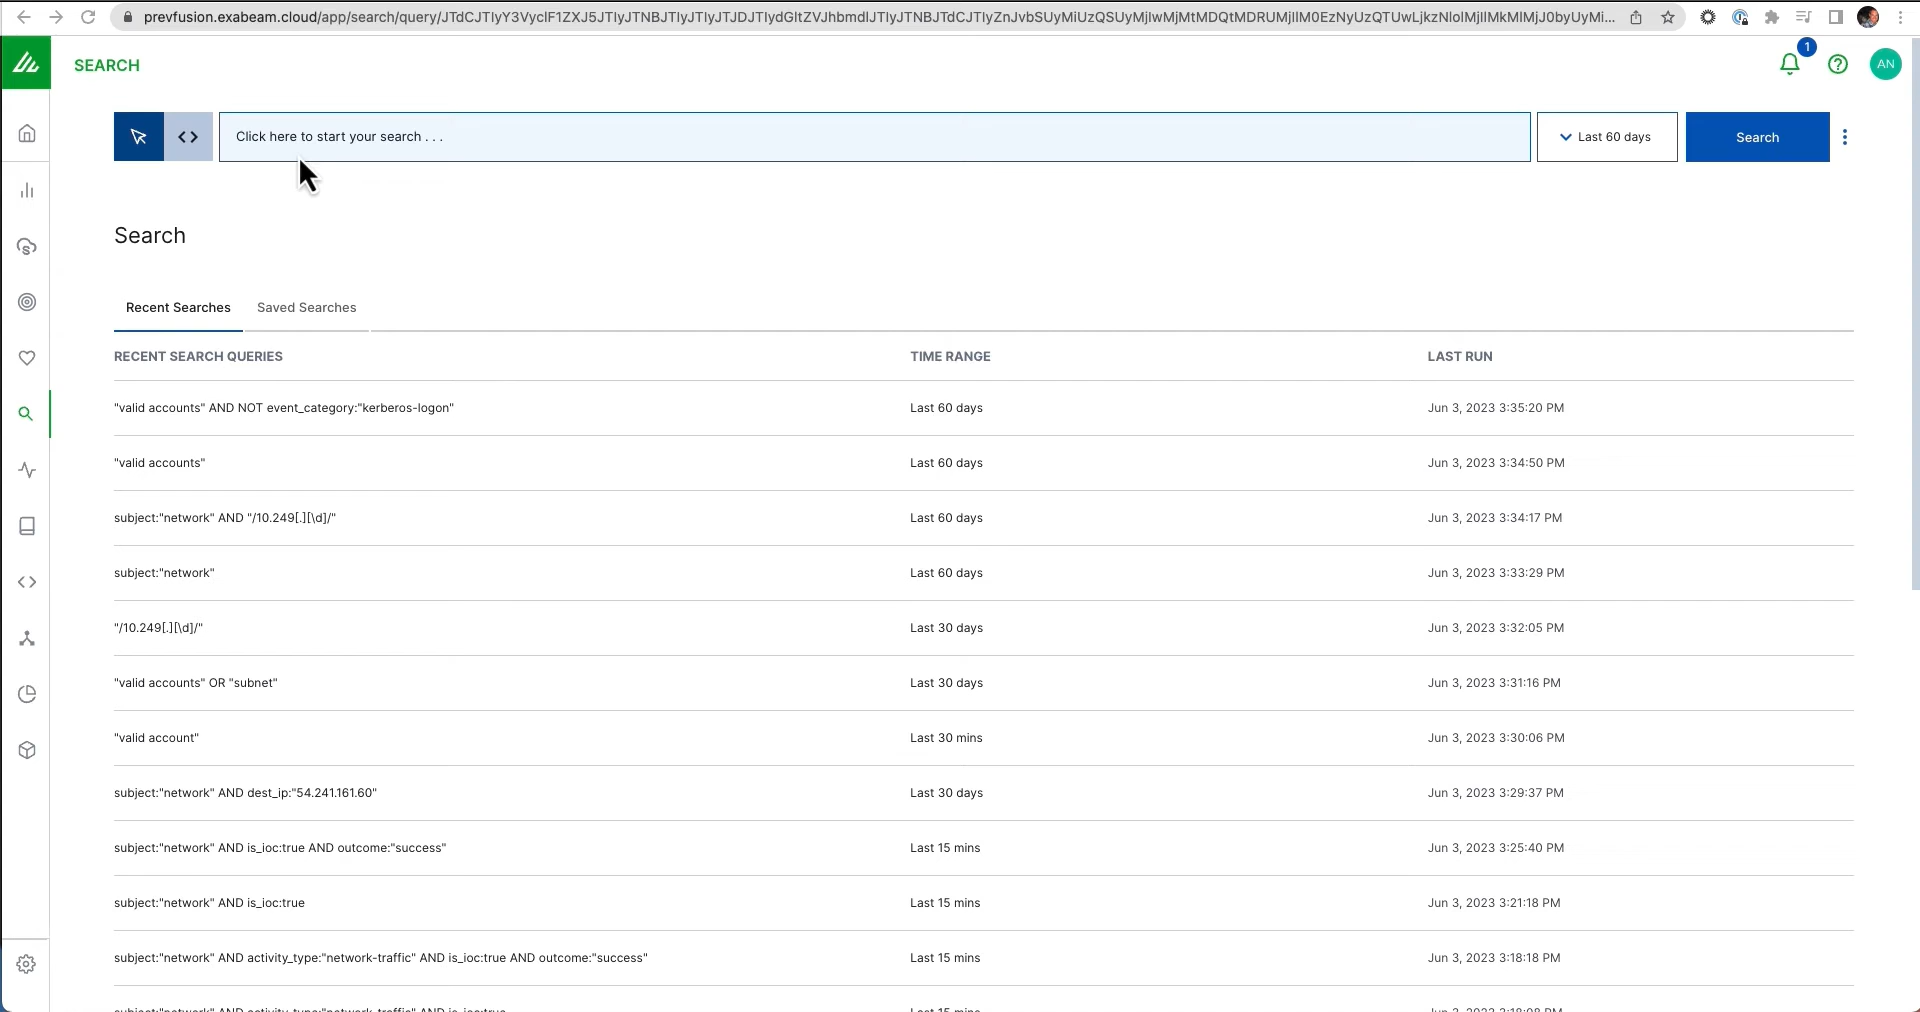 prevfusion.exabeam.cloud/app/search/query/
1
SEARCH
AN
Click here to start your search . . .
Last 60 days
Search
Search
Recent Searches Saved Searches
RECENT SEARCH QUERIES TIME RANGE LAST RUN
"valid accounts" AND NOT event_category:"kerberos-logon" Last 60 days Jun 3, 2023 3:35:20 PM
"valid accounts" Last 60 days Jun 3, 2023 3:34:50 PM
subject:"network" AND "/10.249[.][\d]/" Last 60 days Jun 3, 2023 3:34:17 PM
subject:"network" Last 60 days Jun 3, 2023 3:33:29 PM
"/10.249[.][\d]/" Last 30 days Jun 3, 2023 3:32:05 PM
"valid accounts" OR "subnet" Last 30 days Jun 3, 2023 3:31:16 PM
"valid account" Last 30 mins Jun 3, 2023 3:30:06 PM
subject:"network" AND dest_ip:"54.241.161.60" Last 30 days Jun 3, 2023 3:29:37 PM
subject:"network" AND is_ioc:true AND outcome:"success" Last 15 mins Jun 3, 2023 3:25:40 PM
subject:"network" AND is_ioc:true Last 15 mins Jun 3, 2023 3:21:18 PM
subject:"network" AND activity_type:"network-traffic" AND is_ioc:true AND outcome:"success" Last 15 mins Jun 3, 2023 3:18:18 PM